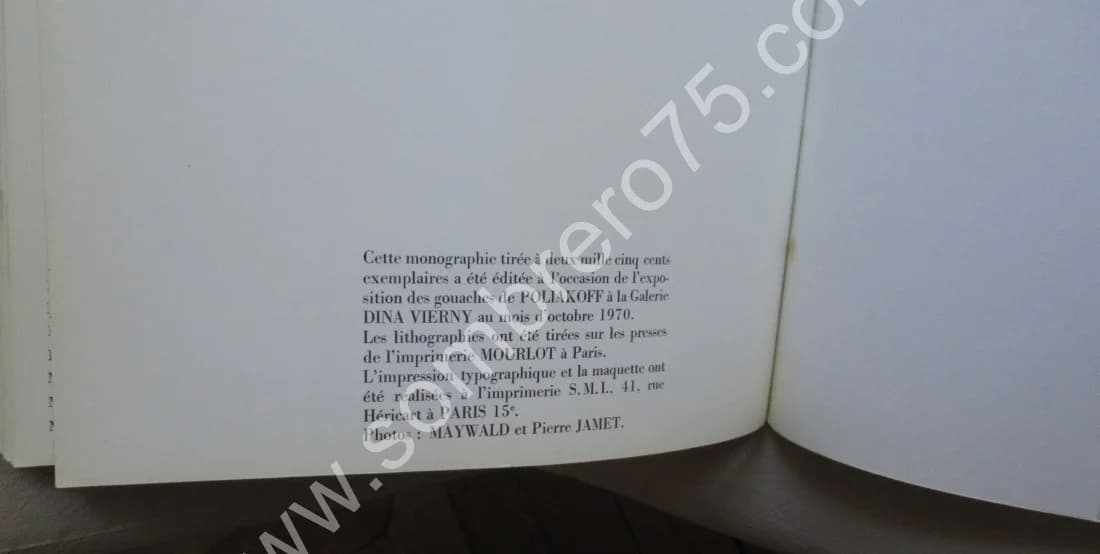 Cette monographie tirée à deux mille cinq cents
exemplaires a été éditée à l'occasion de l'expo-
sition des gouaches de POLIAKOFF à la Galerie
DINA VIERNY au mois d'octobre 1970.
Les lithographies ont été tirées sur les presses
de l'imprimerie MOURLOT à Paris.
L'impression typographique et la maquette ont
été réalisées à l'imprimerie S.M.I., 41, rue
Héricart à PARIS 15e.
Photos : MAYWALD et Pierre JAMET.
www.sombrero75.com